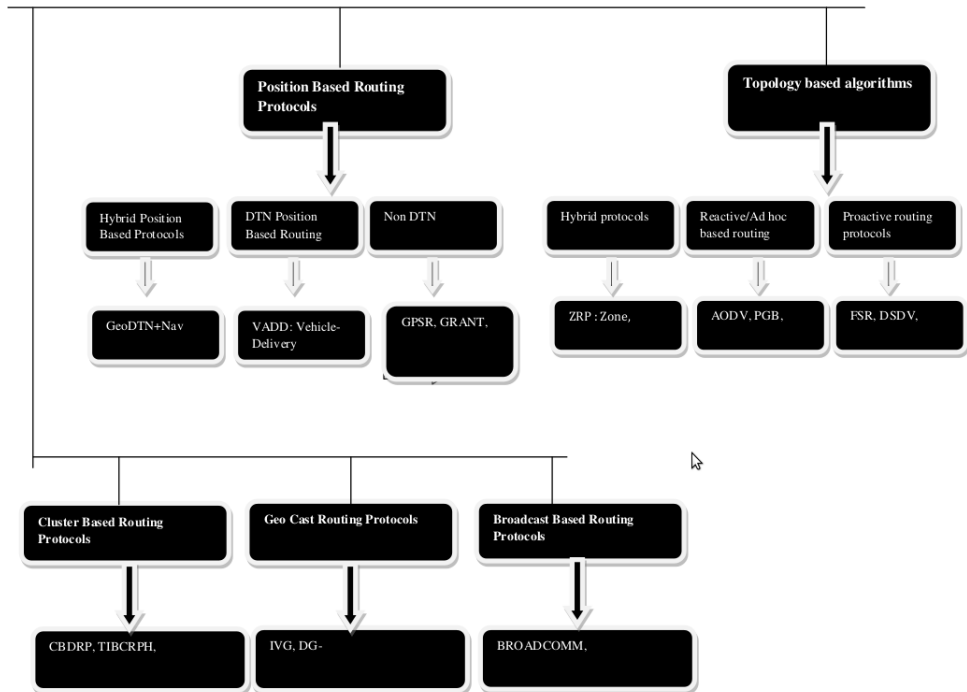 Position Based Routing
Protocols
Topology based algorithms
Hybrid Position
Based Protocols
DTN Position
Based Routing
Non DTN
Hybrid protocols
Reactive/Ad hoc
based routing
Proactive routing
protocols
GeoDTN+Nav
VADD: Vehicle-
Delivery
GPSR, GRANT,
ZRP : Zone,
AODV, PGB,
FSR, DSDV,
Cluster Based Routing
Protocols
Geo Cast Routing Protocols
Broadcast Based Routing
Protocols
CBDRP, TIBCRPH,
IVG, DG-
BROADCOMM,